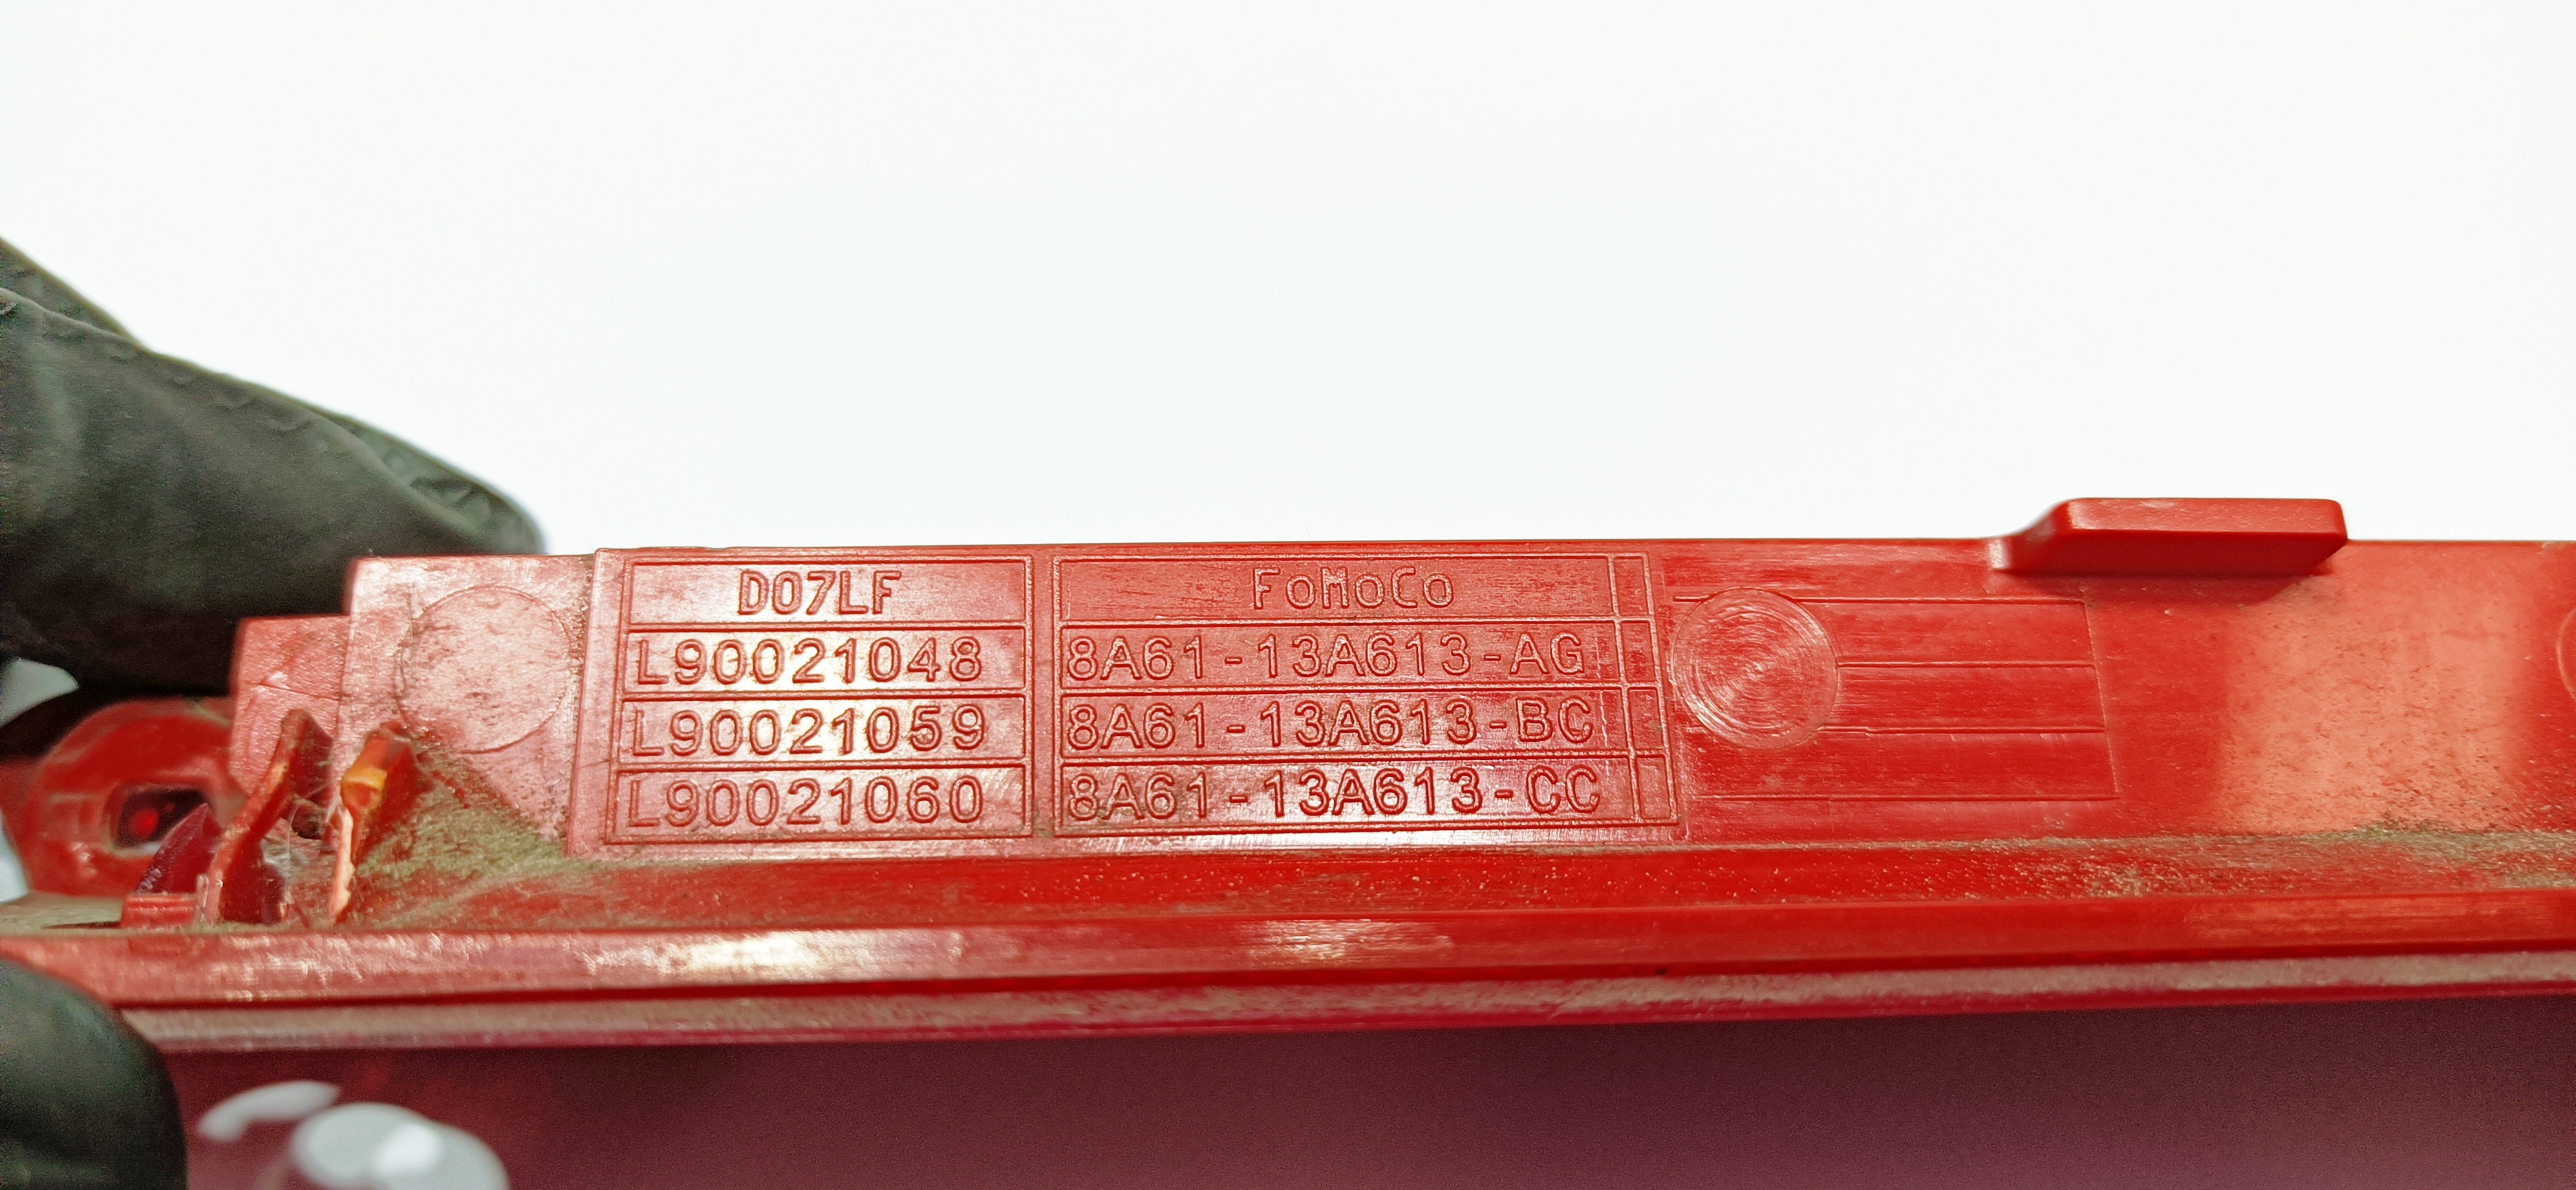 D07LF FoMoCo
L90021048 8A61-13A613-AG
L90021059 8A61-13A613-BC
L90021060 8A61-13A613-CC